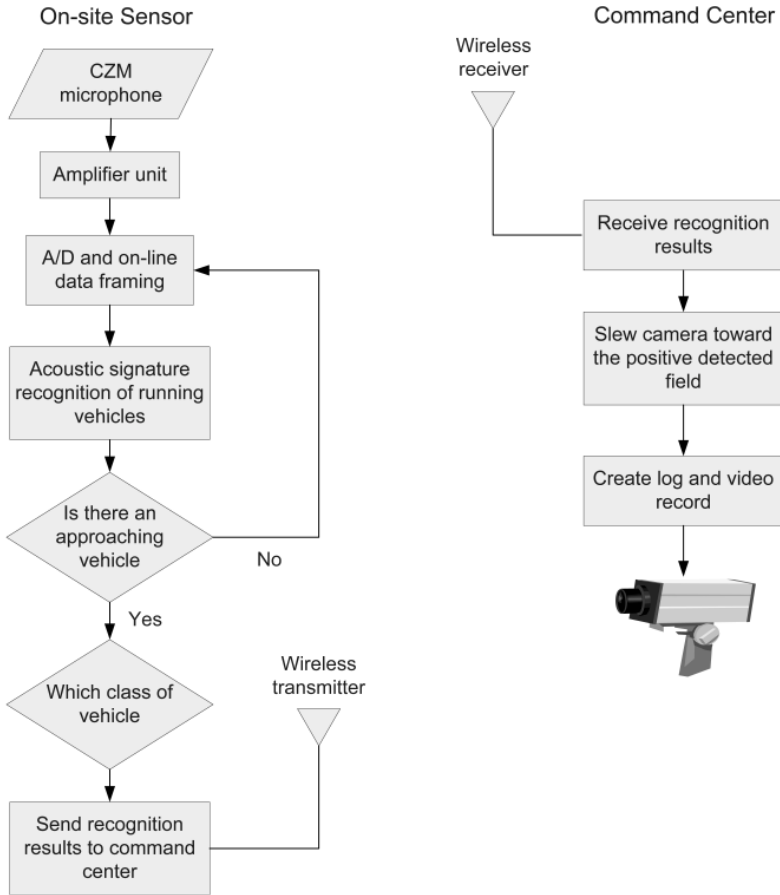 On-site Sensor
CZM
microphone
Amplifier unit
A/D and on-line
data framing
Acoustic signature
recognition of running
vehicles
Is there an
approaching
vehicle
No
Yes
Which class of
vehicle
Wireless
transmitter
Send recognition
results to command
center
Command Center
Wireless
receiver
Receive recognition
results
Slew camera toward
the positive detected
field
Create log and video
record